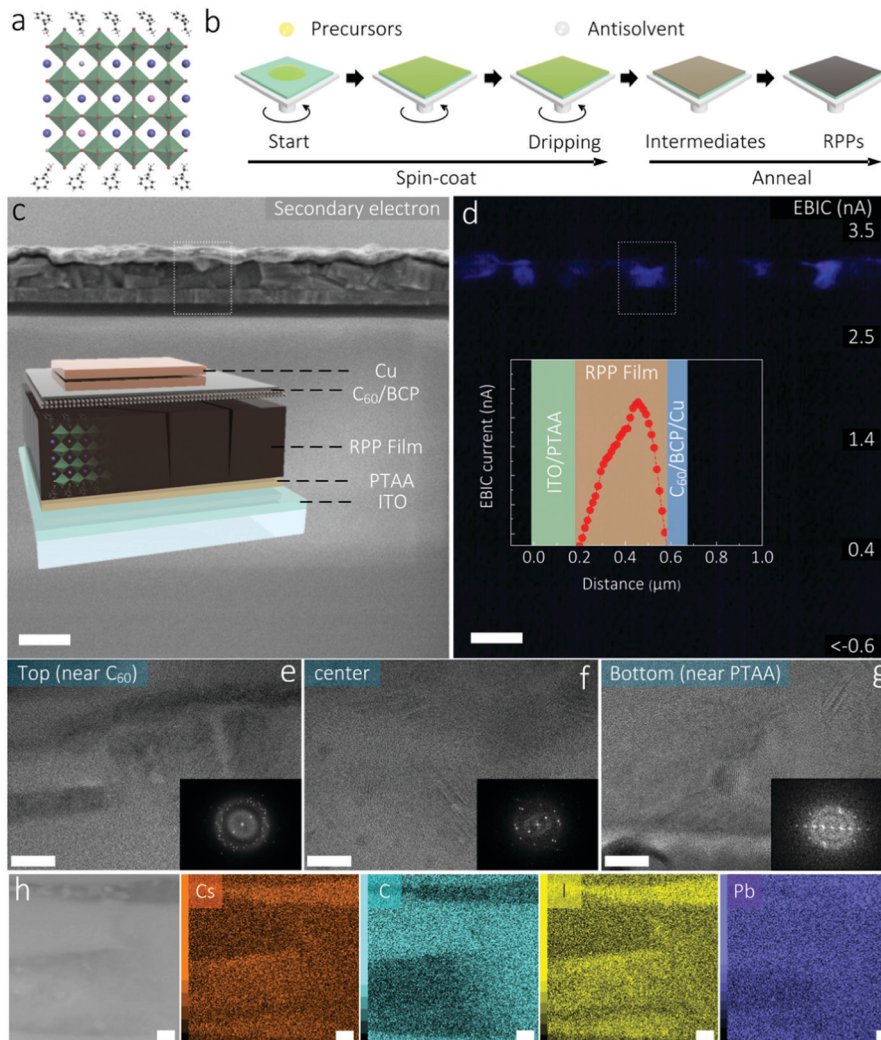 a
b
Precursors
Antisolvent
Start
Dripping
Intermediates
RPPs
Spin-coat
Anneal
c
Secondary electron
Cu
C₆₀/BCP
RPP Film
PTAA
ITO
d
EBIC (nA)
3.5
2.5
1.4
0.4
<-0.6
EBIC current (nA)
ITO/PTAA
RPP Film
C₆₀/BCP/Cu
0.0 0.2 0.4 0.6 0.8 1.0
Distance (μm)
Top (near C₆₀)
e
center
f
Bottom (near PTAA)
g
h
Cs
C
I
Pb